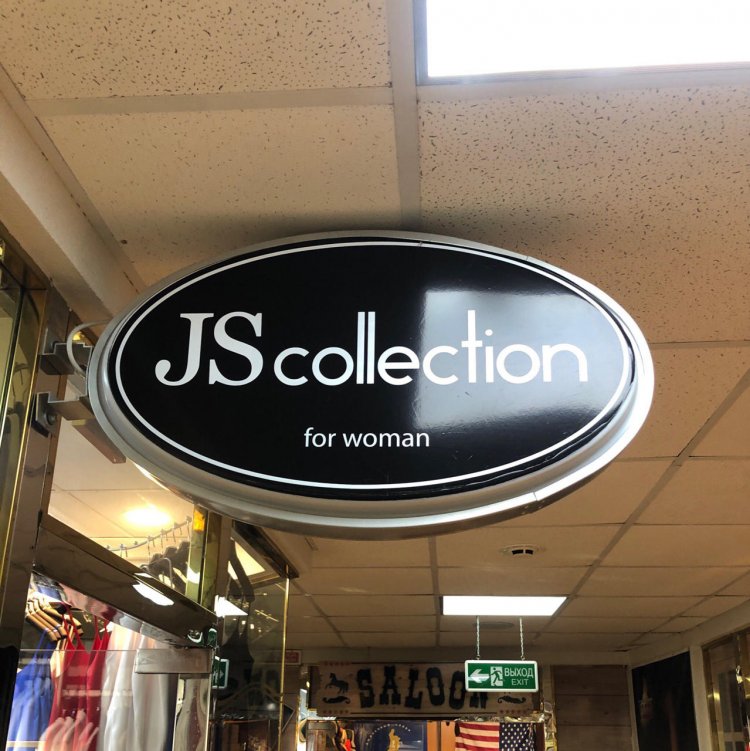 JS collection
for woman
SALOON
ВЫХОД
EXIT